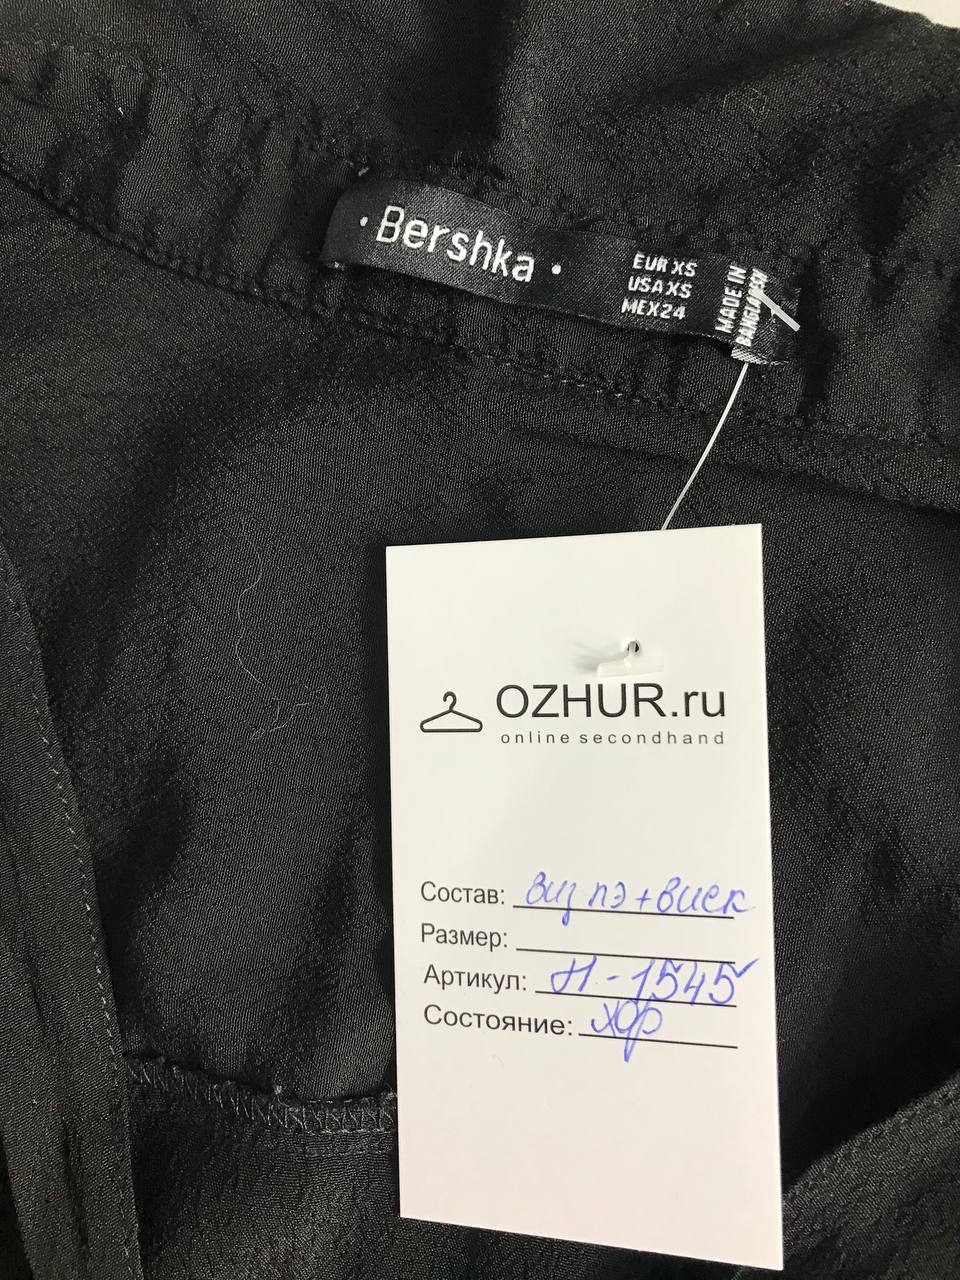 • Bershka •
EUR XS
USA XS
MEX 24
MADE IN
BANGLADESH
OZHUR.ru
online secondhand
Состав: виз пэ + виск
Размер:
Артикул: Н-1545
Состояние: хор